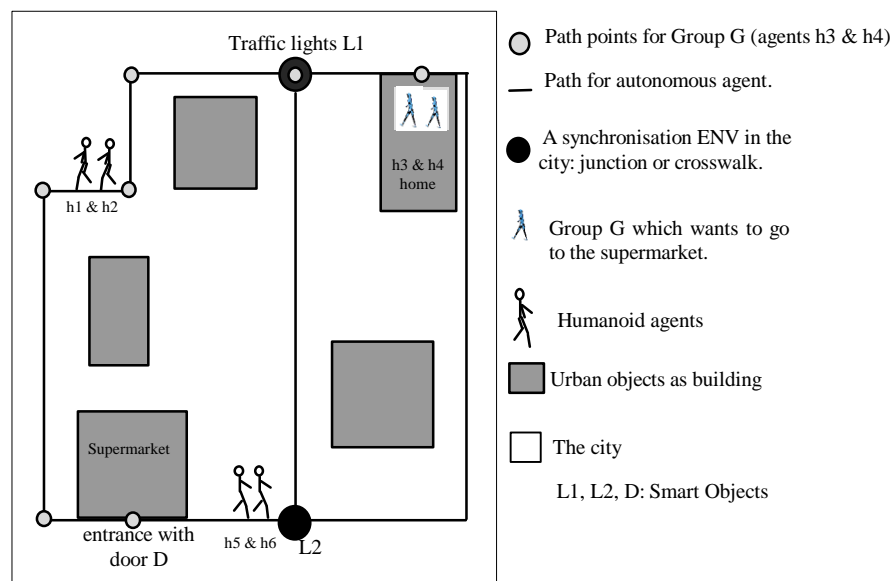 Traffic lights L1
h3 & h4
home
h1 & h2
Supermarket
entrance with
door D
h5 & h6
L2
Path points for Group G (agents h3 & h4)
Path for autonomous agent.
A synchronisation ENV in the
city: junction or crosswalk.
Group G which wants to go
to the supermarket.
Humanoid agents
Urban objects as building
The city
L1, L2, D: Smart Objects